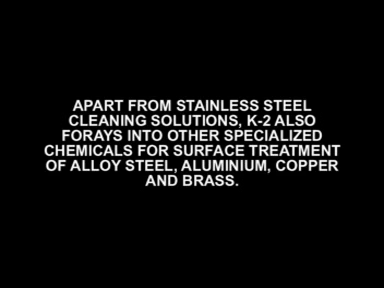 APART FROM STAINLESS STEEL
CLEANING SOLUTIONS, K-2 ALSO
FORAYS INTO OTHER SPECIALIZED
CHEMICALS FOR SURFACE TREATMENT
OF ALLOY STEEL, ALUMINIUM, COPPER
AND BRASS.